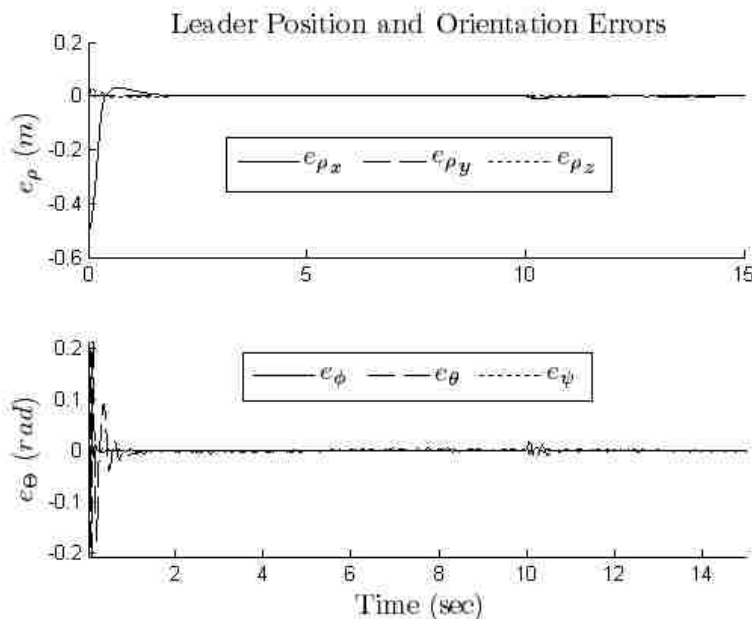 Leader Position and Orientation Errors
0.2
0
-0.2
-0.4
-0.6
e_ρ (m)
e_ρx e_ρy e_ρz
0 5 10 15
0.2
0.1
0
-0.1
-0.2
e_Θ (rad)
e_ϕ e_θ e_ψ
2 4 6 8 10 12 14
Time (sec)